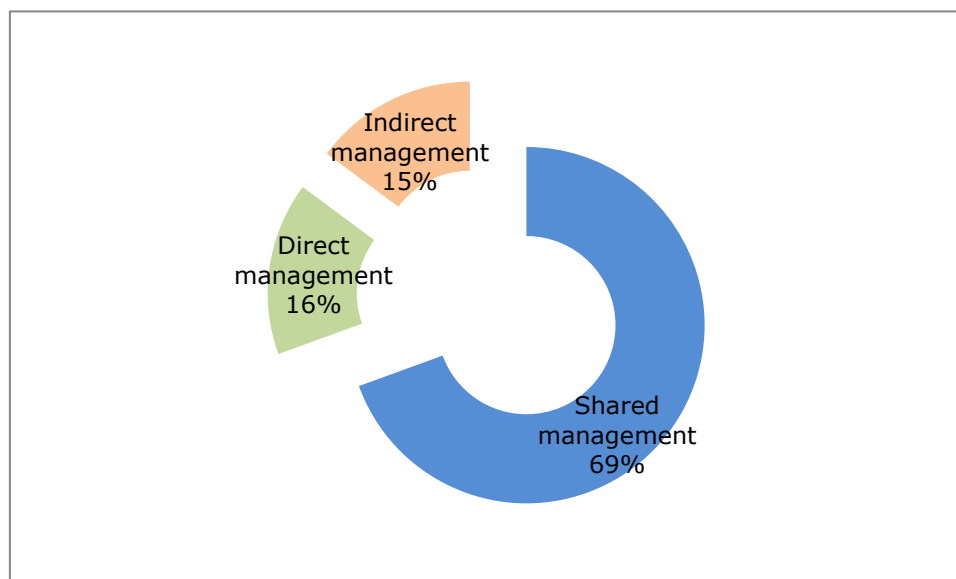 Indirect
management
15%
Direct
management
16%
Shared
management
69%